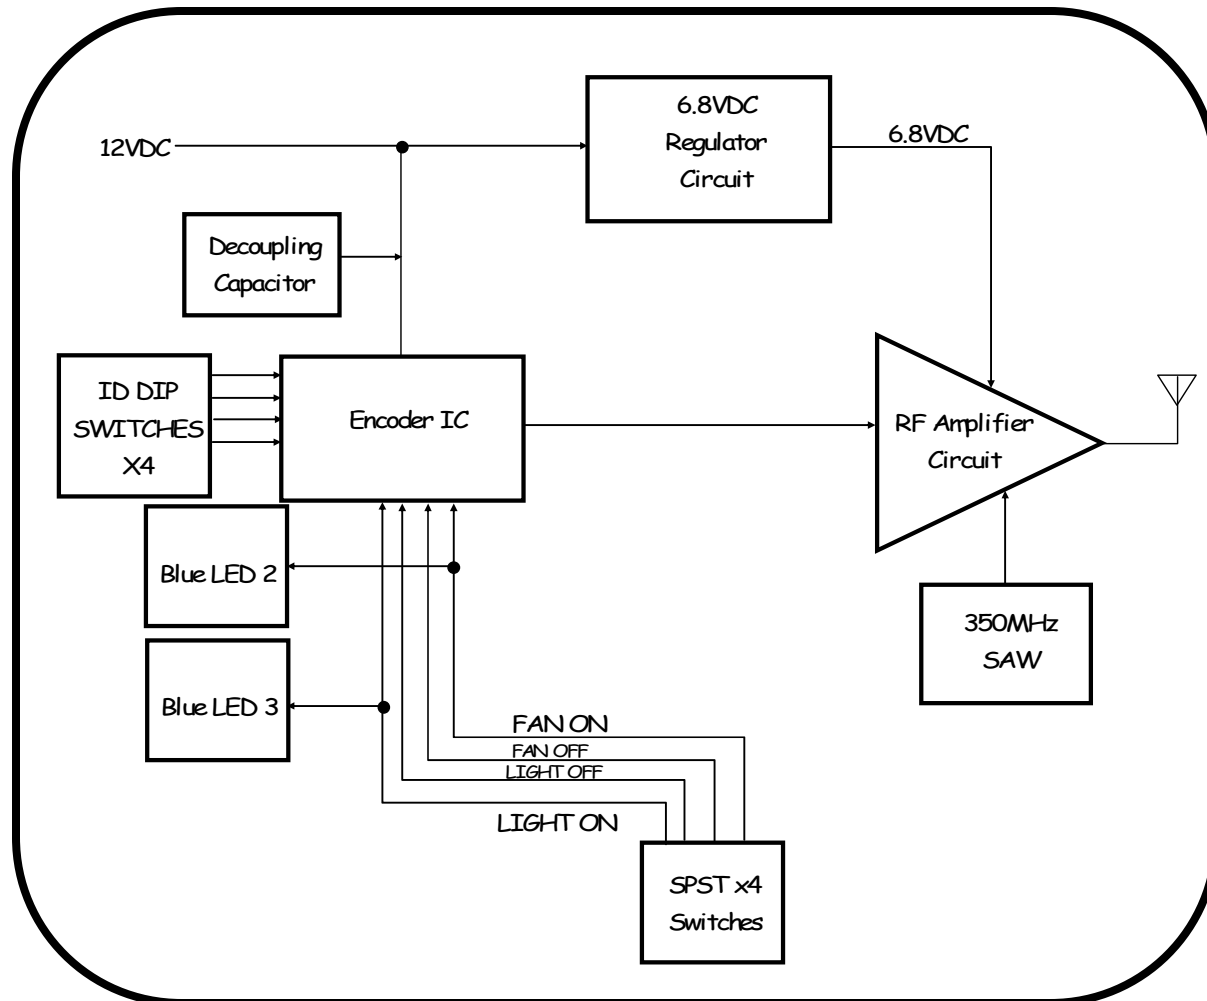 6.8VDC
Regulator
Circuit
12VDC
6.8VDC
Decoupling
Capacitor
ID DIP
SWITCHES
X4
Encoder IC
RF Amplifier
Circuit
Blue LED 2
350MHz
SAW
Blue LED 3
FAN ON
FAN OFF
LIGHT OFF
LIGHT ON
SPST x4
Switches